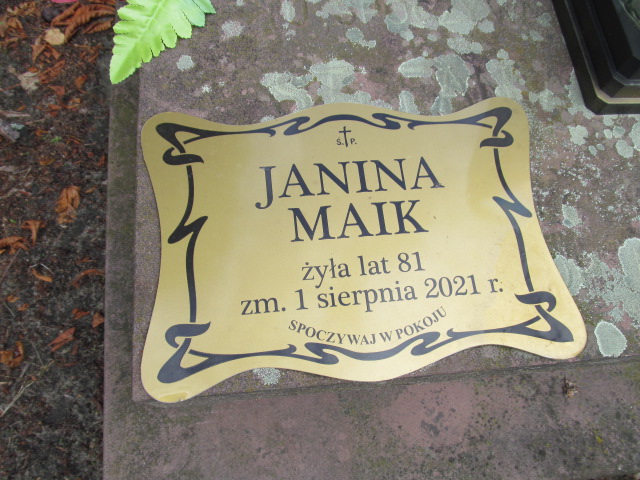 Ś. P.
JANINA
MAIK
żyła lat 81
zm. 1 sierpnia 2021 r.
SPOCZYWAJ W POKOJU